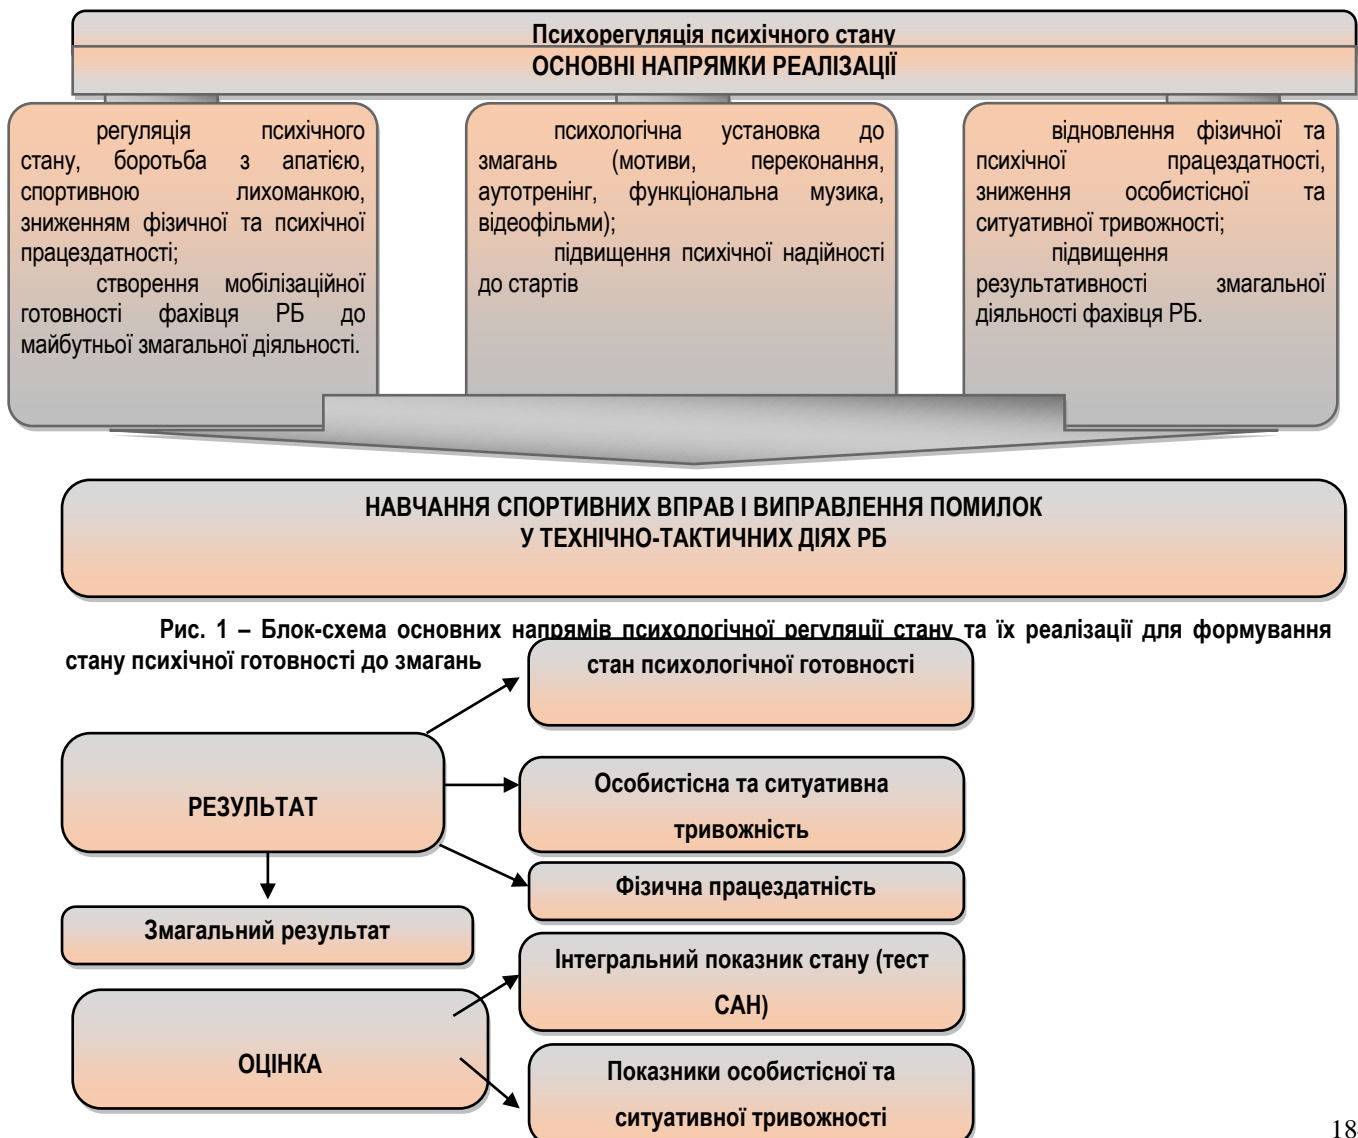 Психорегуляція психічного стану
ОСНОВНІ НАПРЯМКИ РЕАЛІЗАЦІЇ
регуляція психічного
стану, боротьба з апатією,
спортивною лихоманкою,
зниженням фізичної та психічної
працездатності;
створення мобілізаційної
готовності фахівця РБ до
майбутньої змагальної діяльності.
психологічна установка до
змагань (мотиви, переконання,
аутотренінг, функціональна музика,
відеофільми);
підвищення психічної надійності
до стартів
відновлення фізичної та
психічної працездатності,
зниження особистісної та
ситуативної тривожності;
підвищення
результативності змагальної
діяльності фахівця РБ.
НАВЧАННЯ СПОРТИВНИХ ВПРАВ І ВИПРАВЛЕННЯ ПОМИЛОК
У ТЕХНІЧНО-ТАКТИЧНИХ ДІЯХ РБ
Рис. 1 – Блок-схема основних напрямів психологічної регуляції стану та їх реалізації для формування
стану психічної готовності до змагань
стан психологічної готовності
РЕЗУЛЬТАТ
Особистісна та ситуативна
тривожність
Фізична працездатність
Змагальний результат
Інтегральний показник стану (тест
САН)
ОЦІНКА
Показники особистісної та
ситуативної тривожності
18